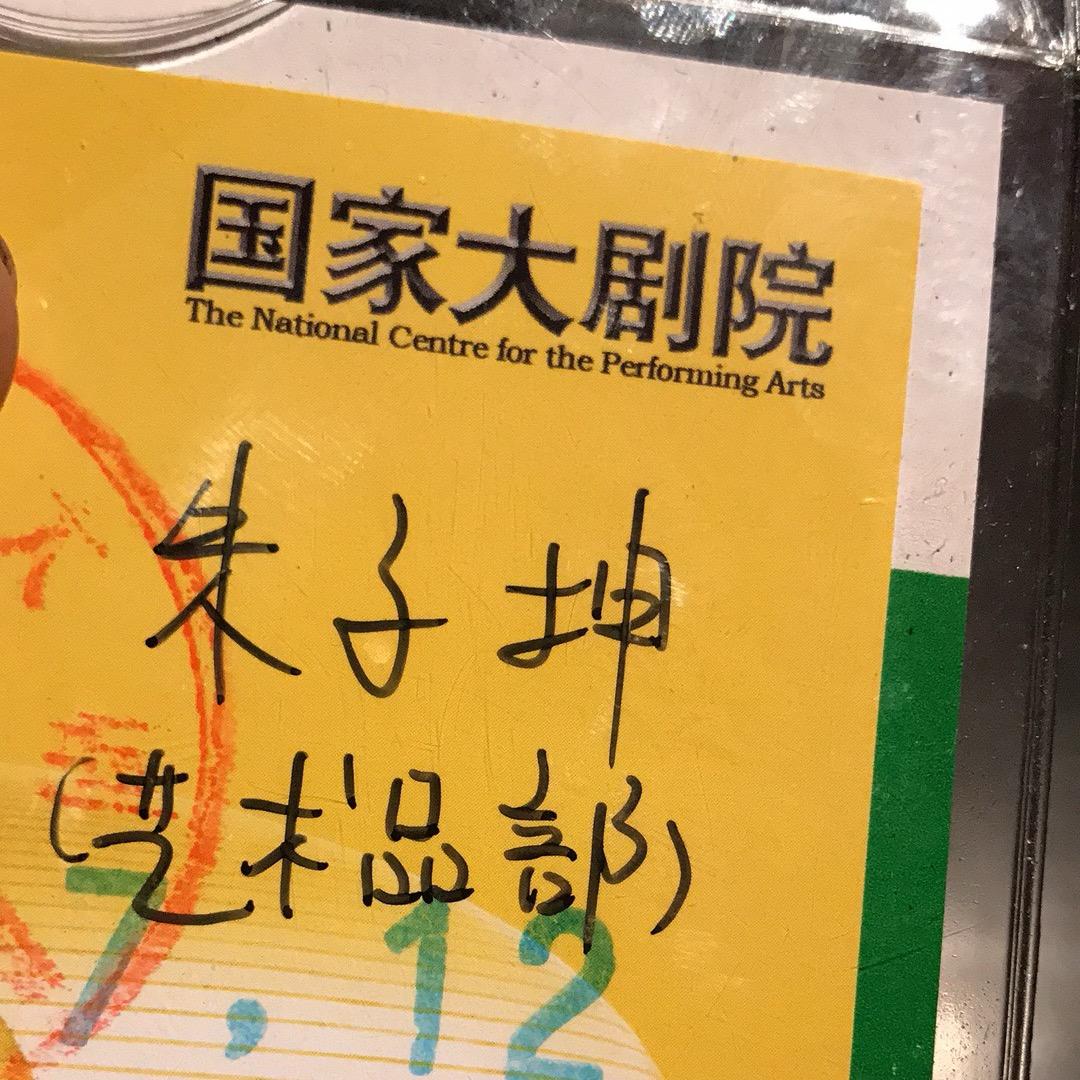 国家大剧院
The National Centre for the Performing Arts
朱子坤
(艺术品部)
7,12